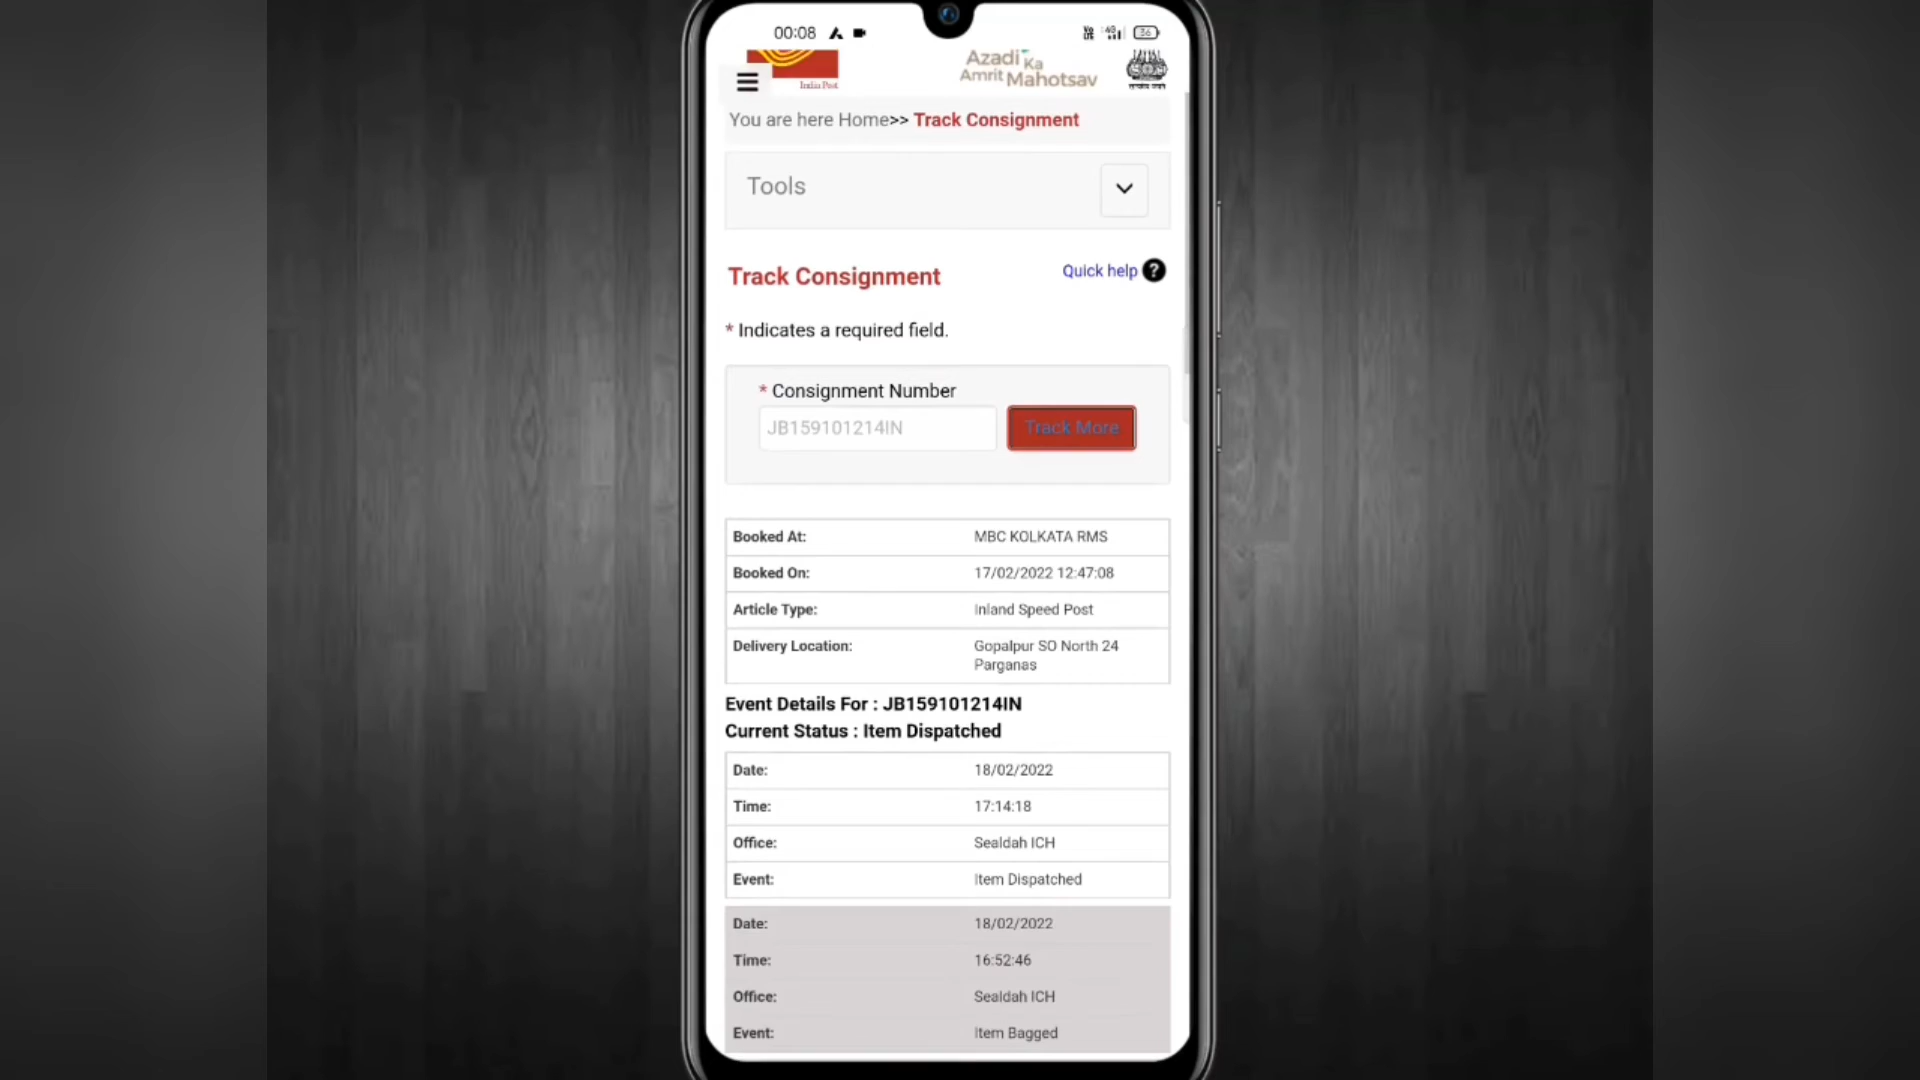 00:08
36
India Post
Azadi Ka
Amrit Mahotsav
You are here Home>> Track Consignment
Tools
Track Consignment
Quick help ?
* Indicates a required field.
* Consignment Number
JB159101214IN
Track More
Booked At: MBC KOLKATA RMS
Booked On: 17/02/2022 12:47:08
Article Type: Inland Speed Post
Delivery Location: Gopalpur SO North 24
Parganas
Event Details For : JB159101214IN
Current Status : Item Dispatched
Date: 18/02/2022
Time: 17:14:18
Office: Sealdah ICH
Event: Item Dispatched
Date: 18/02/2022
Time: 16:52:46
Office: Sealdah ICH
Event: Item Bagged